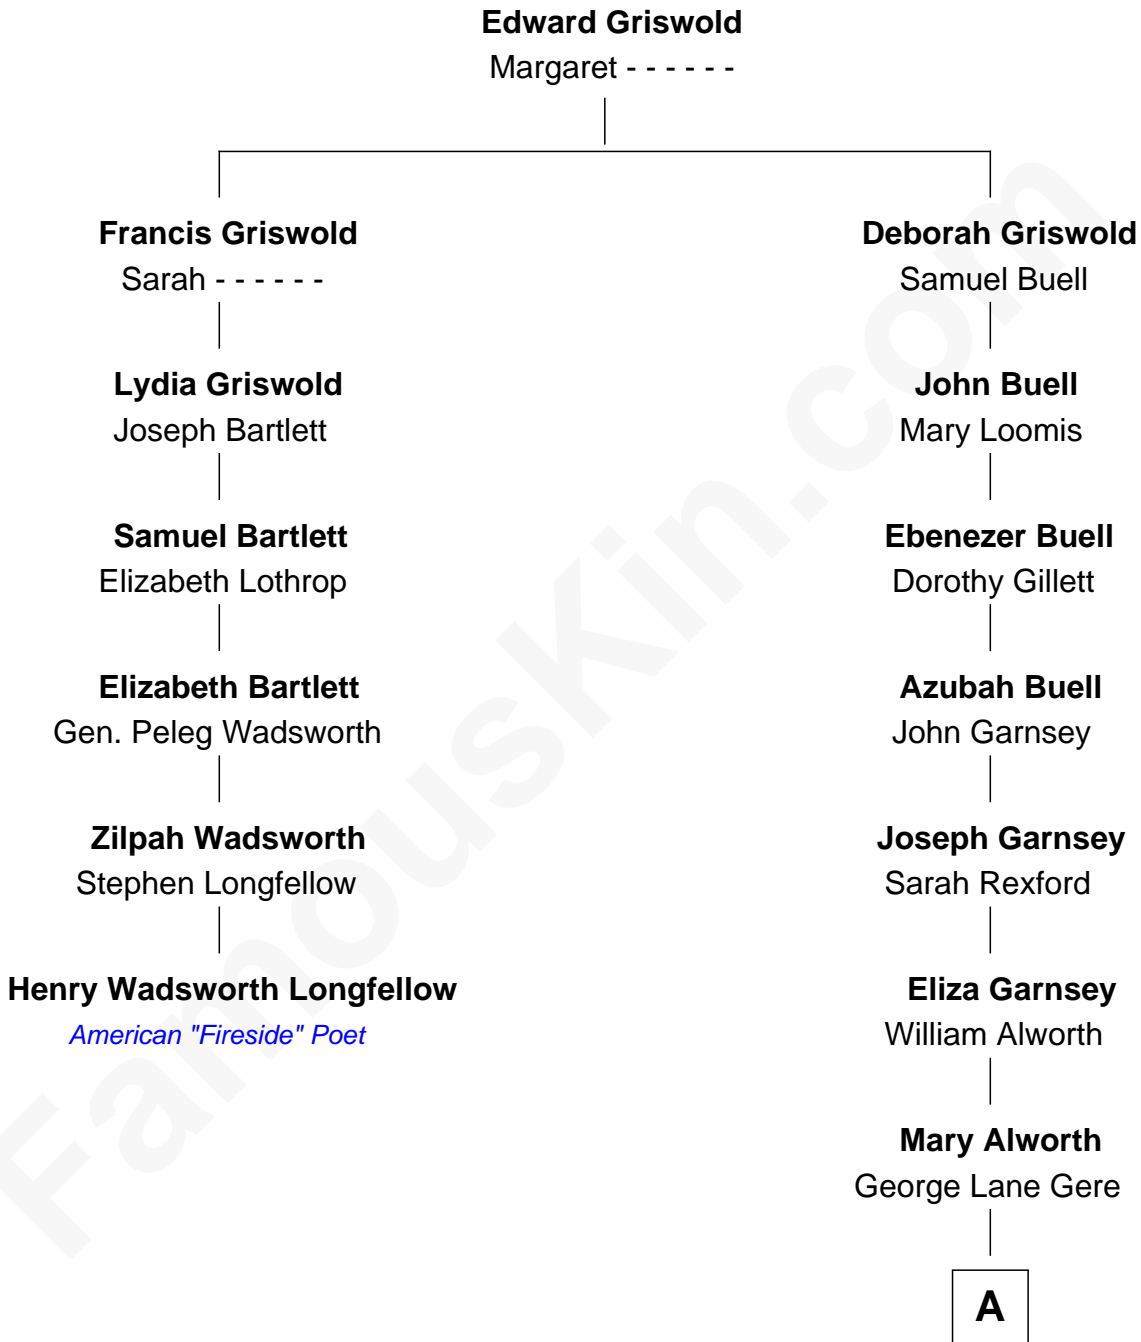 Edward Griswold
Margaret - - - - - -
Francis Griswold
Sarah - - - - - -
Lydia Griswold
Joseph Bartlett
Samuel Bartlett
Elizabeth Lothrop
Elizabeth Bartlett
Gen. Peleg Wadsworth
Zilpah Wadsworth
Stephen Longfellow
Henry Wadsworth Longfellow
American "Fireside" Poet
Deborah Griswold
Samuel Buell
John Buell
Mary Loomis
Ebenezer Buell
Dorothy Gillett
Azubah Buell
John Garnsey
Joseph Garnsey
Sarah Rexford
Eliza Garnsey
William Alworth
Mary Alworth
George Lane Gere
A
FamousKin.com